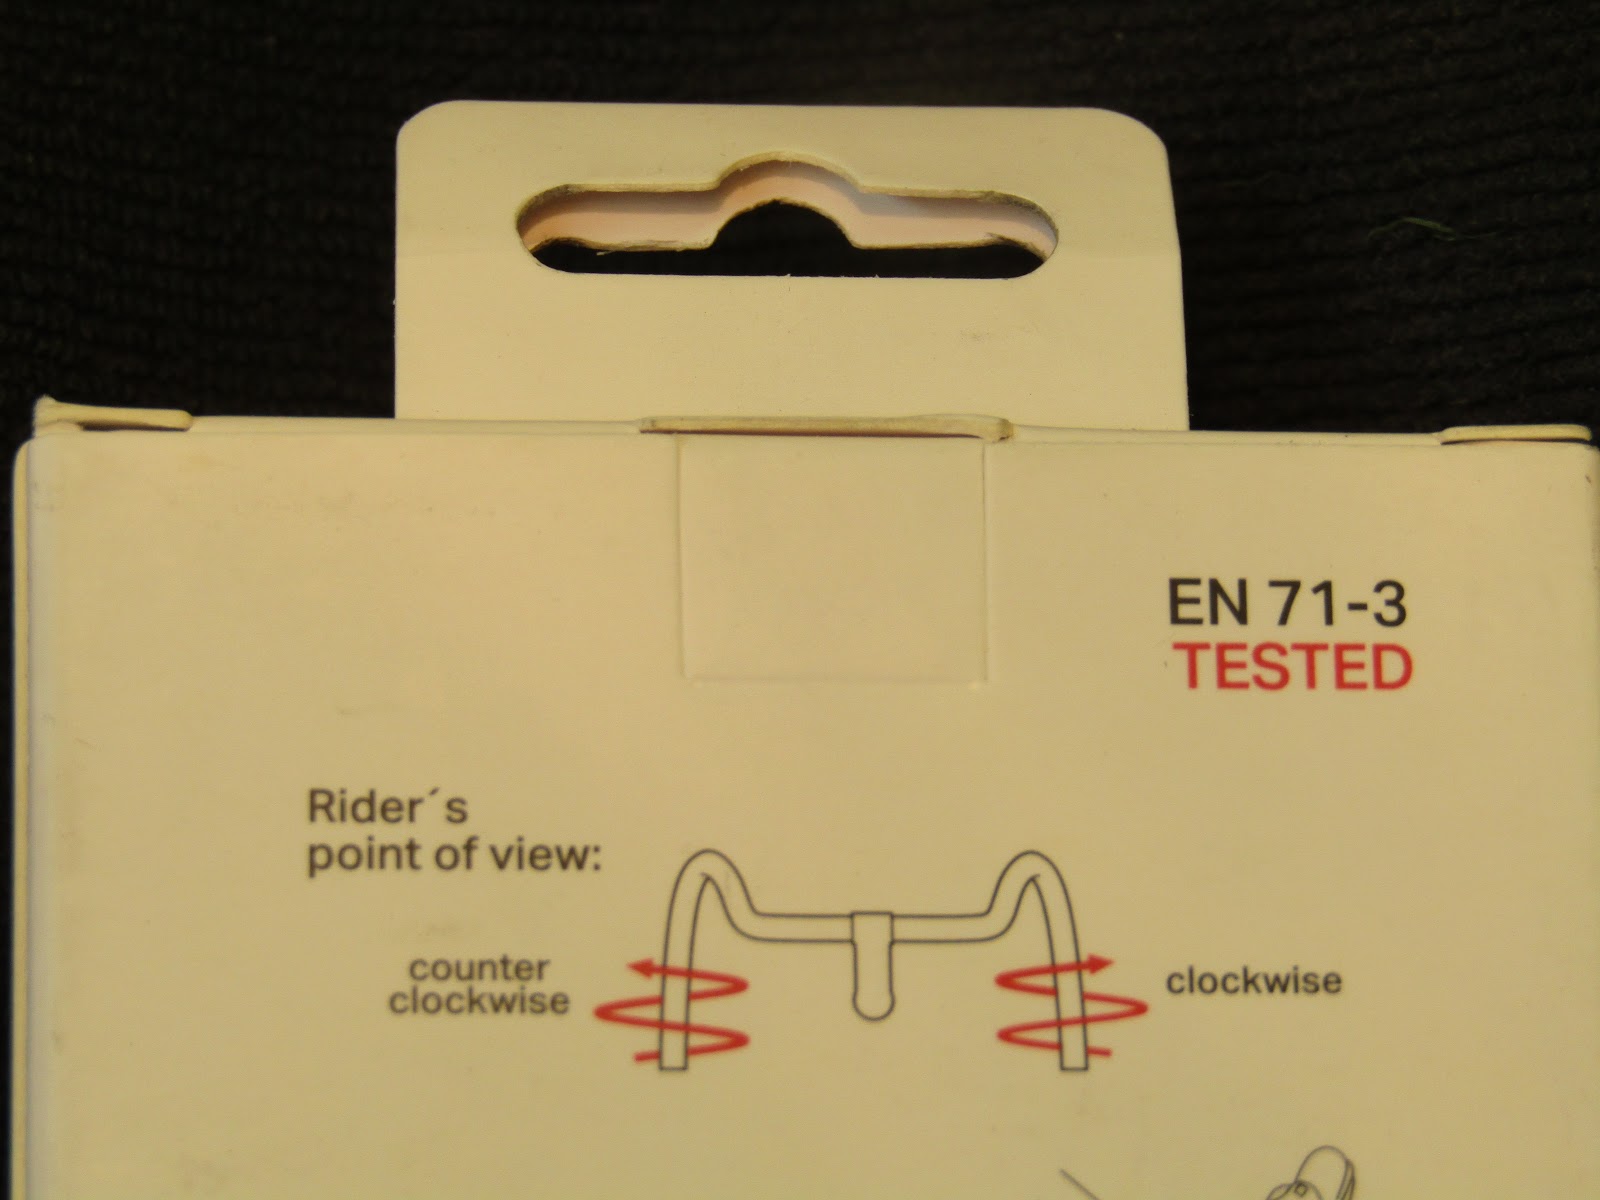 EN 71-3
TESTED
Rider´s
point of view:
counter
clockwise
clockwise